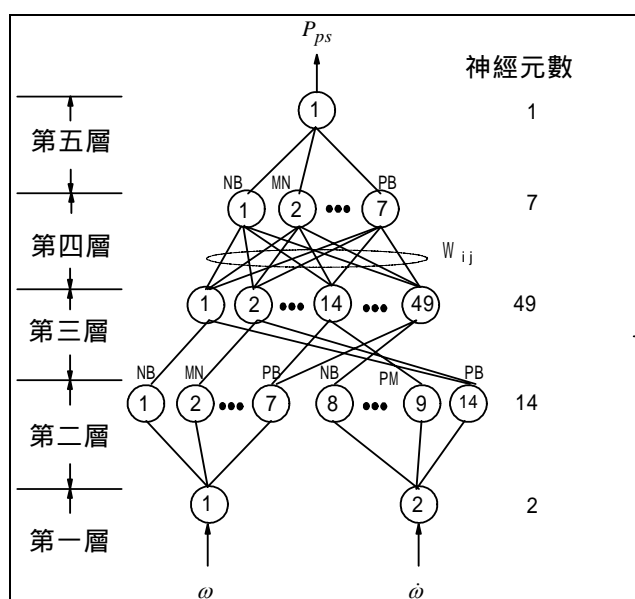 P_ps
神經元數
1
1
第五層
NB MN PB
1 2 ••• 7
7
第四層
W i j
1 2 ••• 14 ••• 49
49
第三層
NB MN PB NB PM PB
1 2 ••• 7 8 ••• 9 14
14
第二層
1 2
2
第一層
ω ω̇